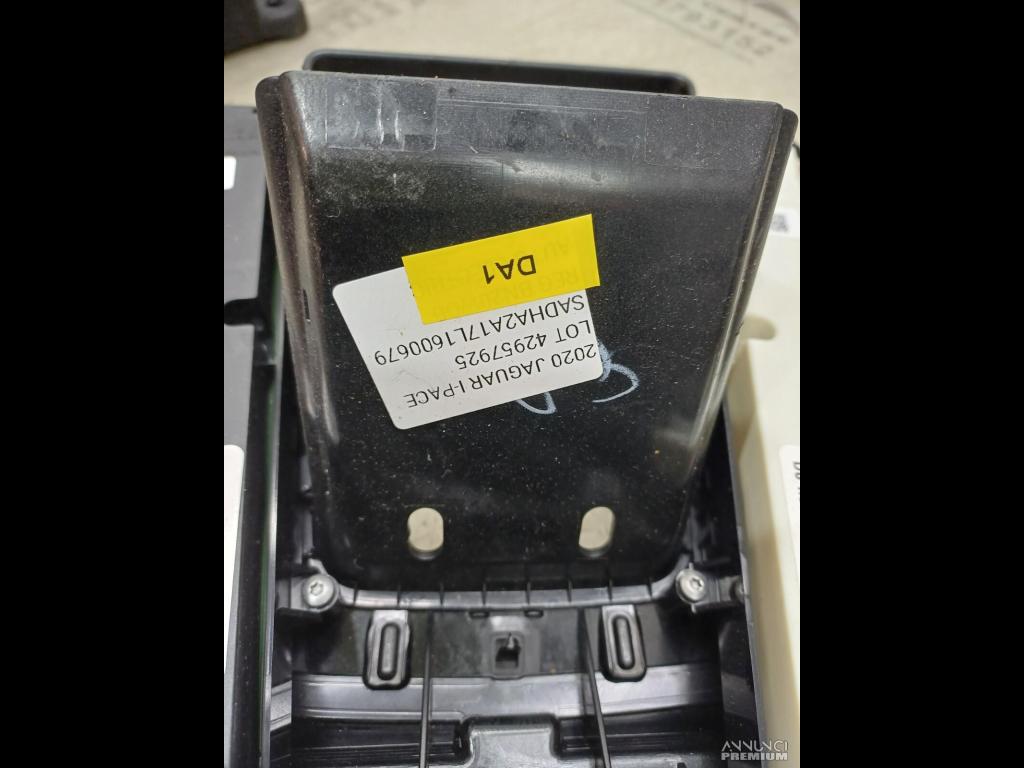 2020 JAGUAR I-PACE
LOT 42957925
SADHA2A17L1600679
DA1
ANNUNCI
PREMIUM